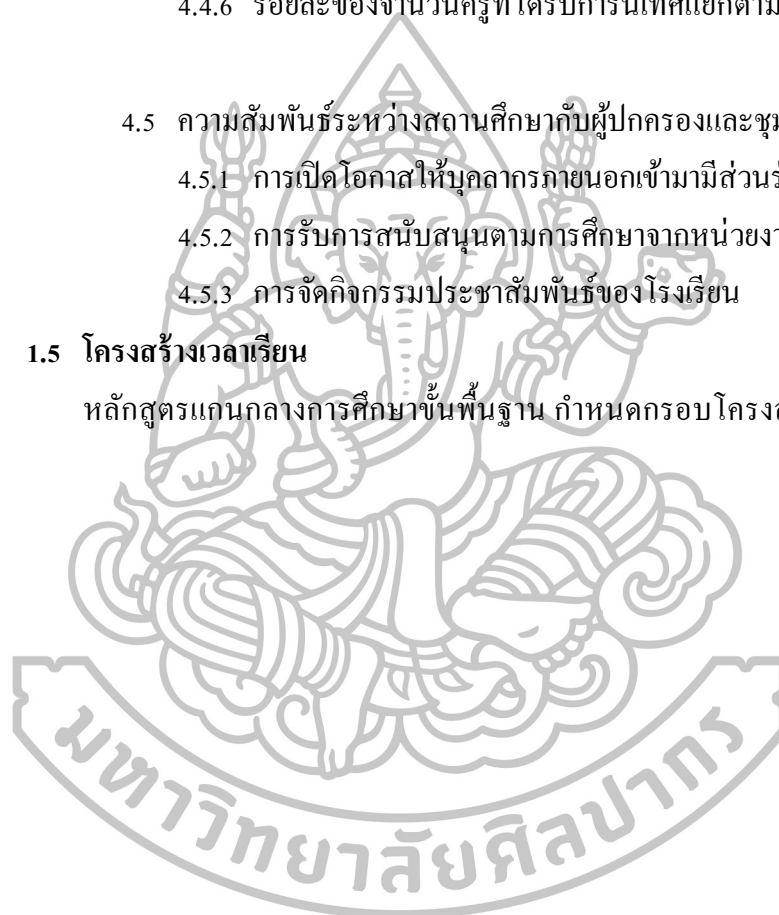 4.4.6 ร้อยละของจำนวนครูที่ได้รับการนิเทศแยกตาม
4.5 ความสัมพันธ์ระหว่างสถานศึกษากับผู้ปกครองและชุม
4.5.1 การเปิดโอกาสให้บุคลากรภายนอกเข้ามามีส่วนร่
4.5.2 การรับการสนับสนุนตามการศึกษาจากหน่วยงา
4.5.3 การจัดกิจกรรมประชาสัมพันธ์ของโรงเรียน
1.5 โครงสร้างเวลาเรียน
หลักสูตรแกนกลางการศึกษาขั้นพื้นฐาน กำหนดกรอบโครงส
มหาวิทยาลัยศิลปากร